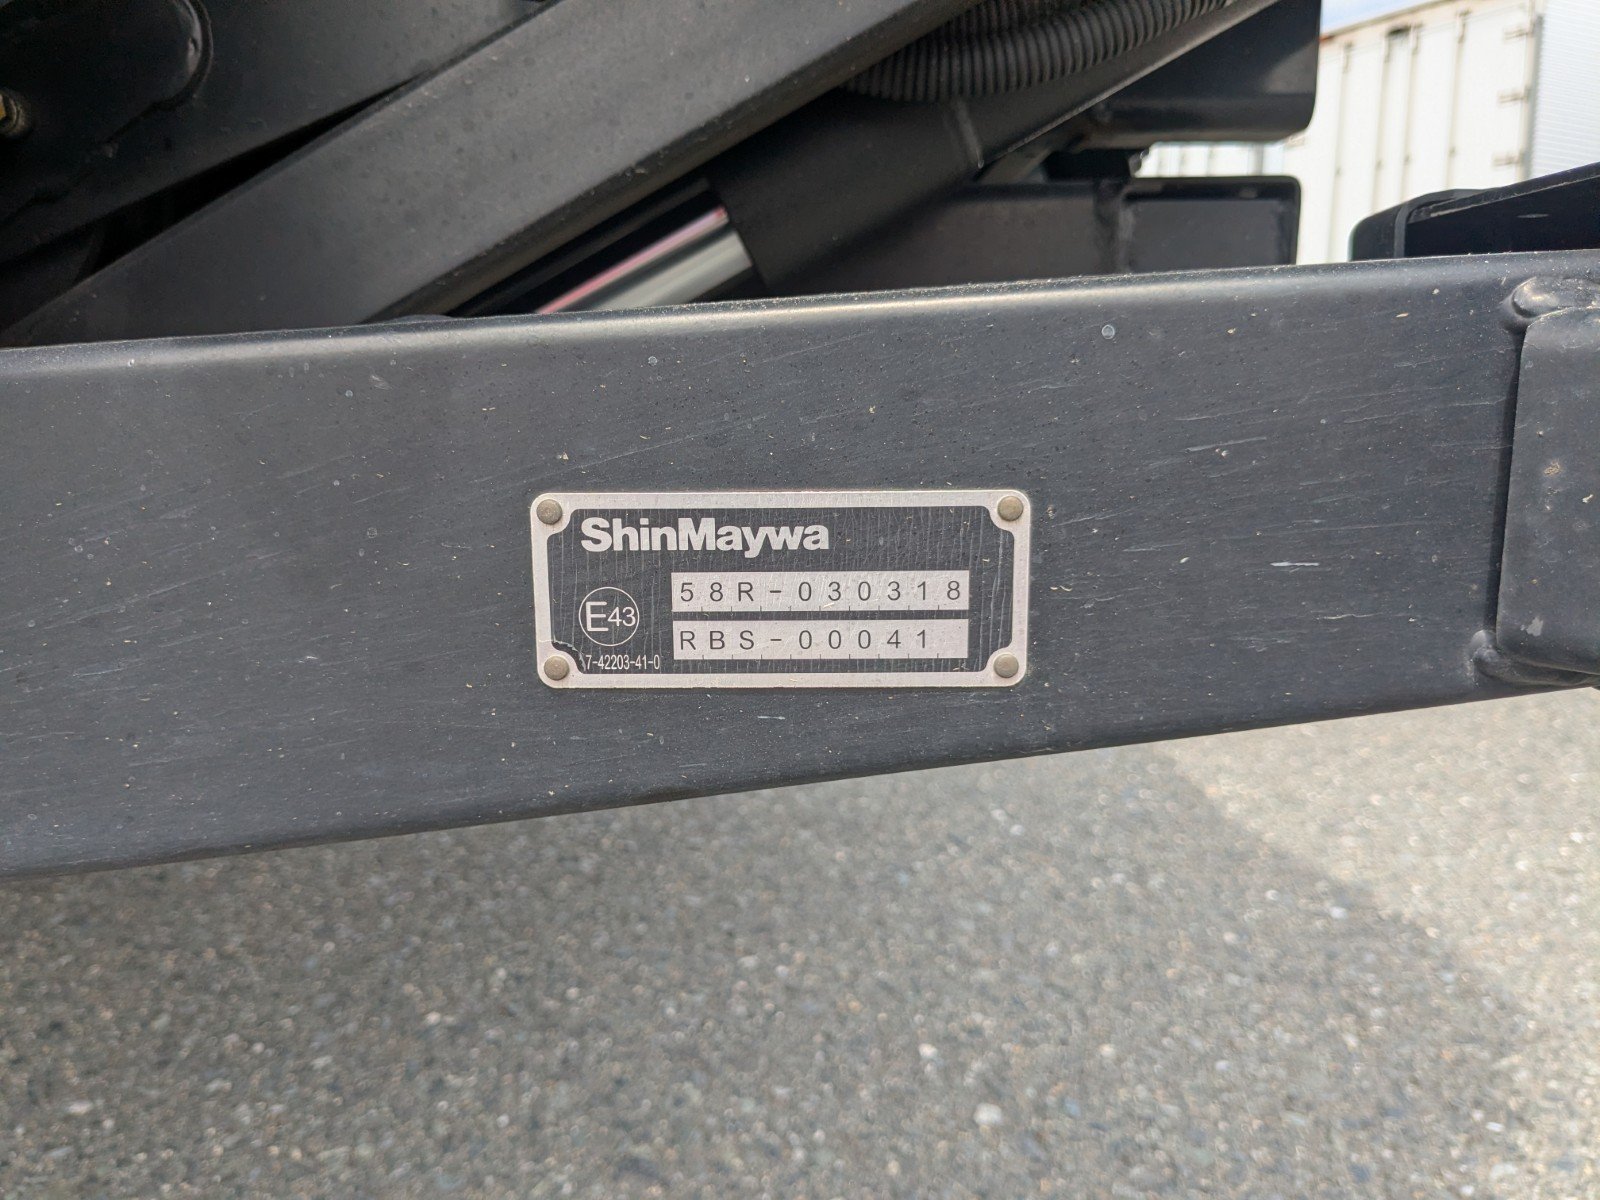 ShinMaywa
58R-030318
E43
RBS-00041
7-42203-41-0